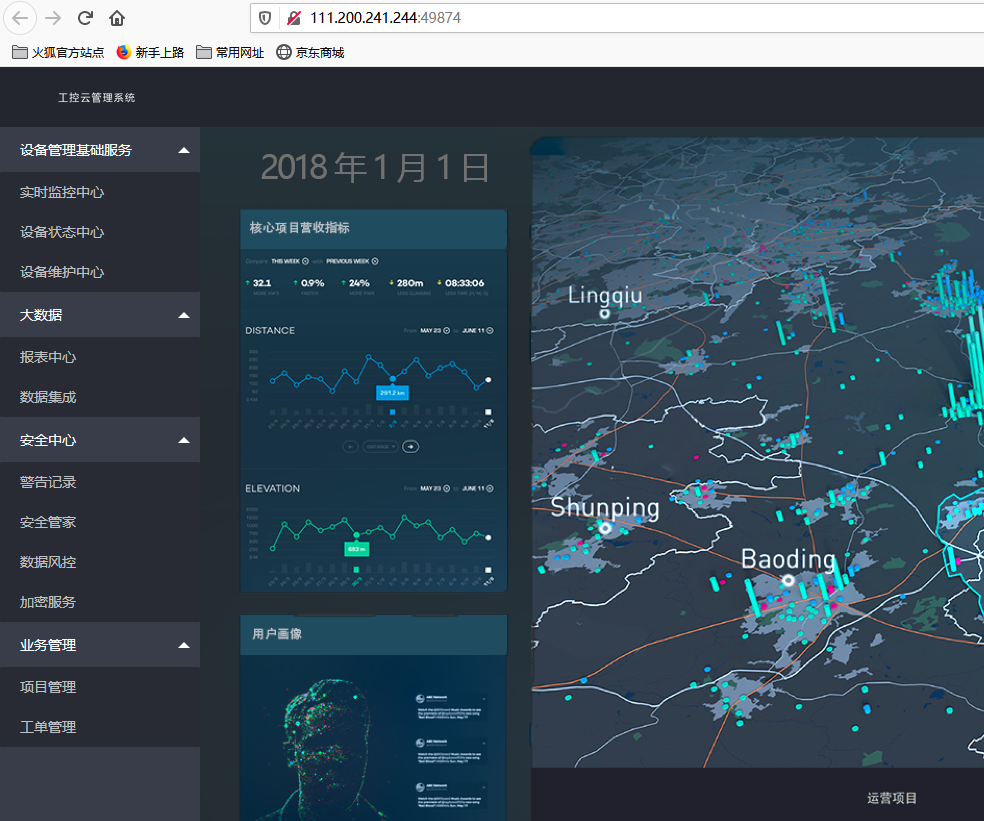 111.200.241.244:49874
火狐官方站点 新手上路 常用网址 京东商城
工控云管理系统
设备管理基础服务
实时监控中心
设备状态中心
设备维护中心
大数据
报表中心
数据集成
安全中心
警告记录
安全管家
数据风控
加密服务
业务管理
项目管理
工单管理
2018 年 1 月 1 日
核心项目营收指标
Compare THIS WEEK with PREVIOUS WEEK
32.1 0.9% 24% 280m 08:33:06
DISTANCE From MAY 23 to JUNE 11
291.2 km
ELEVATION From MAY 23 to JUNE 11
683 m
用户画像
Lingqiu
Shunping
Baoding
运营项目